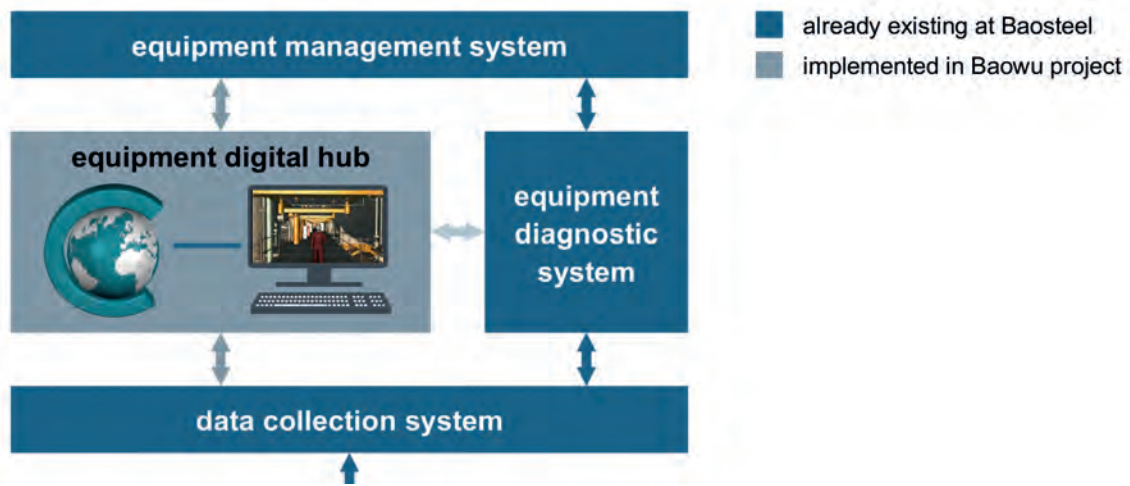 equipment management system
already existing at Baosteel
implemented in Baowu project
equipment digital hub
equipment
diagnostic
system
data collection system